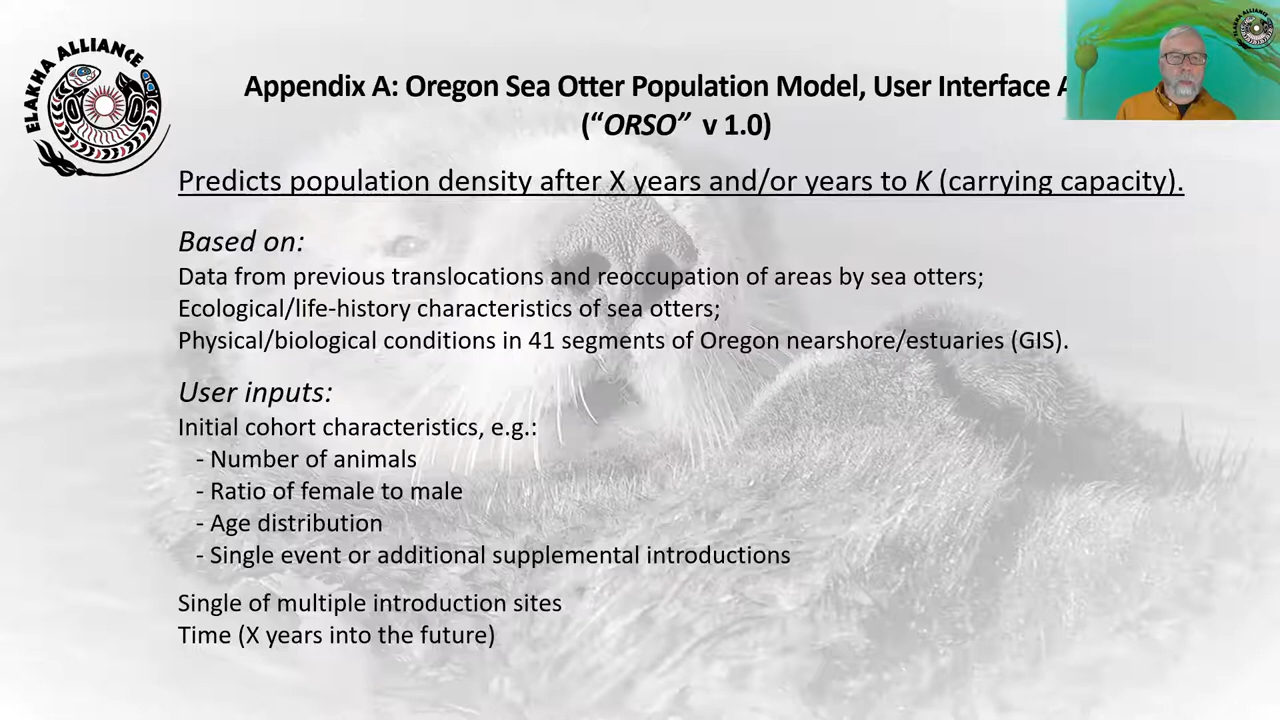 ELAKHA ALLIANCE
Appendix A: Oregon Sea Otter Population Model, User Interface
(“ORSO” v 1.0)
Predicts population density after X years and/or years to K (carrying capacity).
Based on:
Data from previous translocations and reoccupation of areas by sea otters;
Ecological/life-history characteristics of sea otters;
Physical/biological conditions in 41 segments of Oregon nearshore/estuaries (GIS).
User inputs:
Initial cohort characteristics, e.g.:
- Number of animals
- Ratio of female to male
- Age distribution
- Single event or additional supplemental introductions
Single of multiple introduction sites
Time (X years into the future)